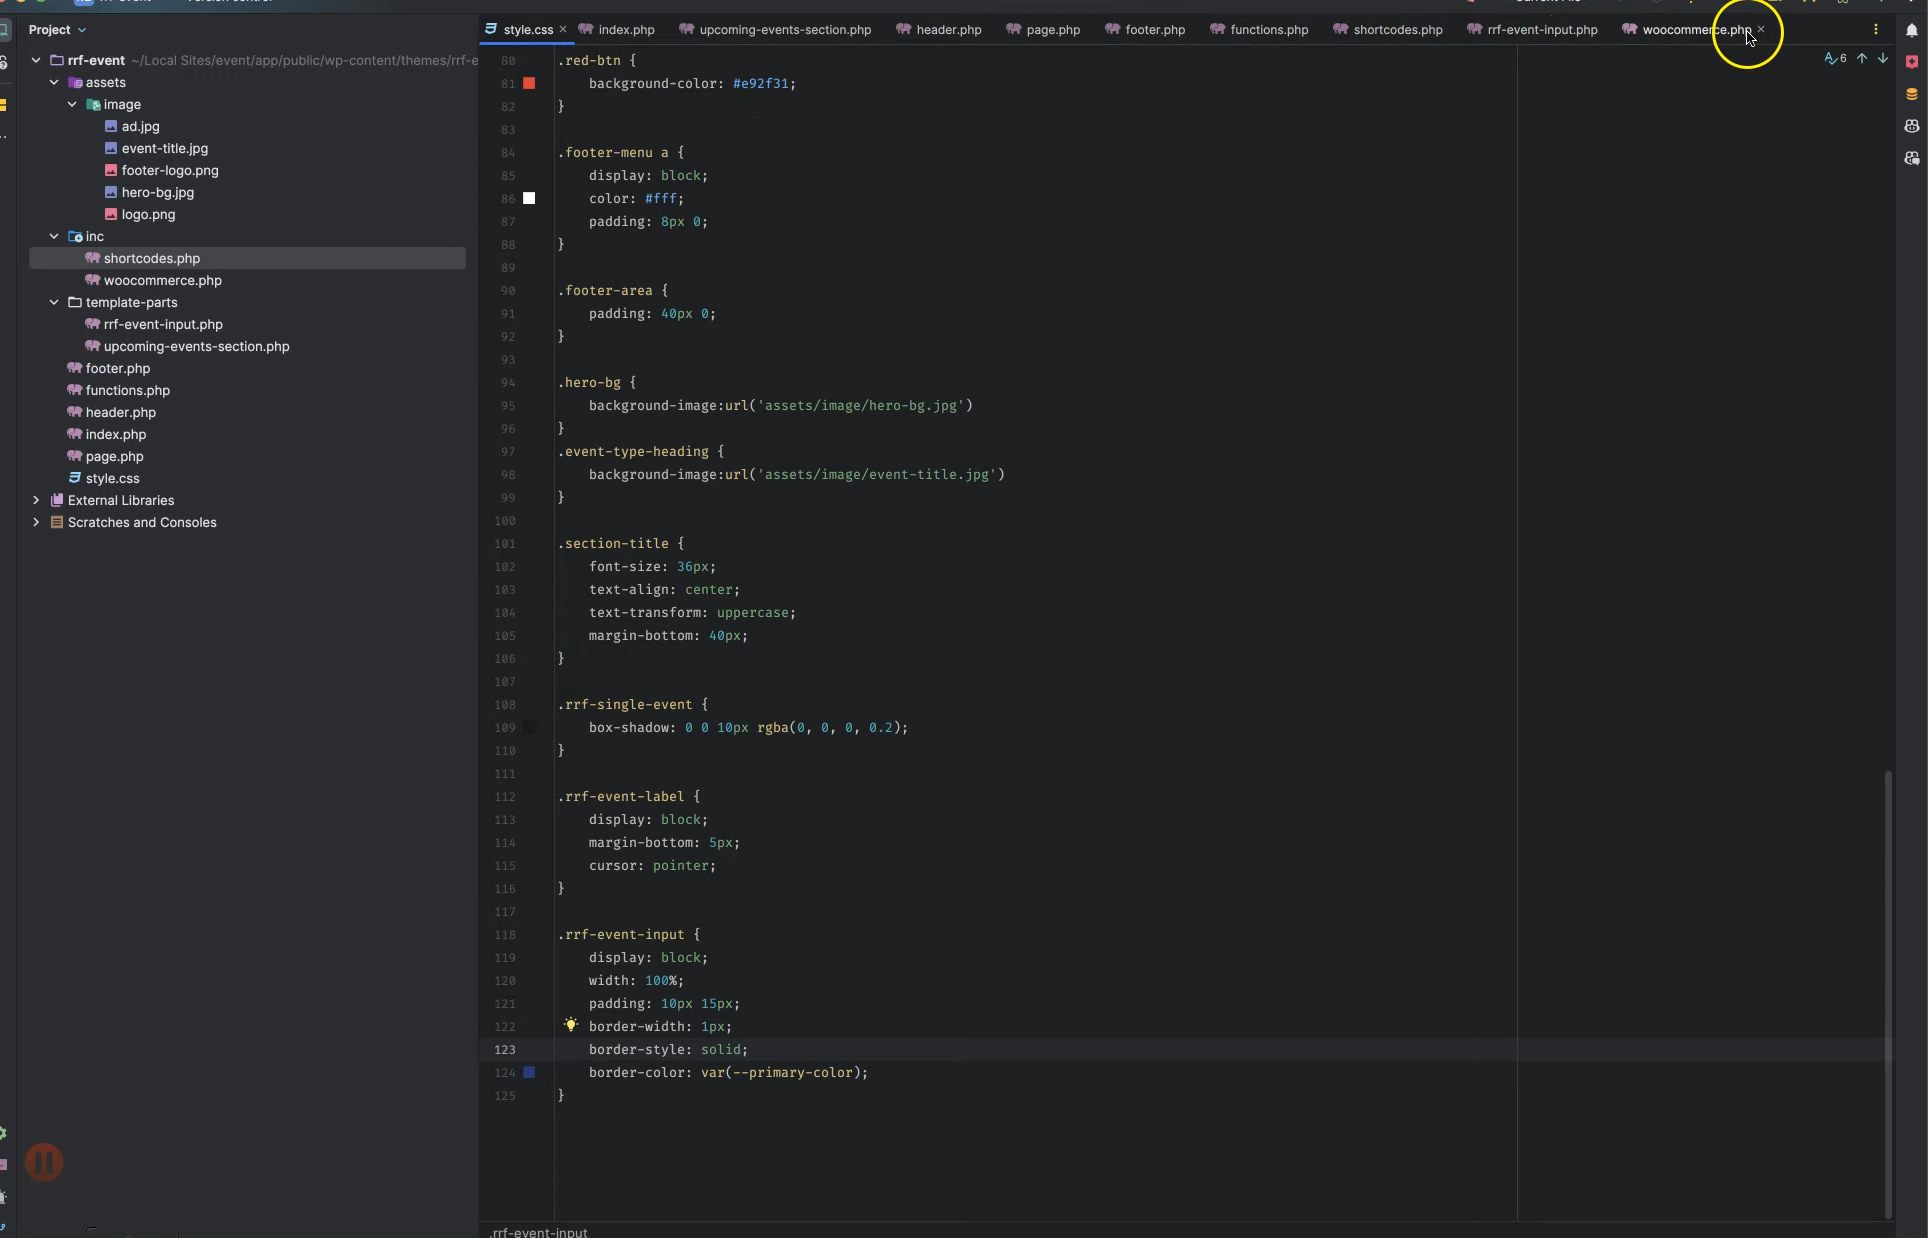 Project
rrf-event ~/Local Sites/event/app/public/wp-content/themes/rrf-e
assets
image
ad.jpg
event-title.jpg
footer-logo.png
hero-bg.jpg
logo.png
inc
shortcodes.php
woocommerce.php
template-parts
rrf-event-input.php
upcoming-events-section.php
footer.php
functions.php
header.php
index.php
page.php
style.css
External Libraries
Scratches and Consoles
style.css index.php upcoming-events-section.php header.php page.php footer.php functions.php shortcodes.php rrf-event-input.php woocommerce.php
6
80 .red-btn {
81 background-color: #e92f31;
82 }
83
84 .footer-menu a {
85 display: block;
86 color: #fff;
87 padding: 8px 0;
88 }
89
90 .footer-area {
91 padding: 40px 0;
92 }
93
94 .hero-bg {
95 background-image:url('assets/image/hero-bg.jpg')
96 }
97 .event-type-heading {
98 background-image:url('assets/image/event-title.jpg')
99 }
100
101 .section-title {
102 font-size: 36px;
103 text-align: center;
104 text-transform: uppercase;
105 margin-bottom: 40px;
106 }
107
108 .rrf-single-event {
109 box-shadow: 0 0 10px rgba(0, 0, 0, 0.2);
110 }
111
112 .rrf-event-label {
113 display: block;
114 margin-bottom: 5px;
115 cursor: pointer;
116 }
117
118 .rrf-event-input {
119 display: block;
120 width: 100%;
121 padding: 10px 15px;
122 border-width: 1px;
123 border-style: solid;
124 border-color: var(--primary-color);
125 }
.rrf-event-input